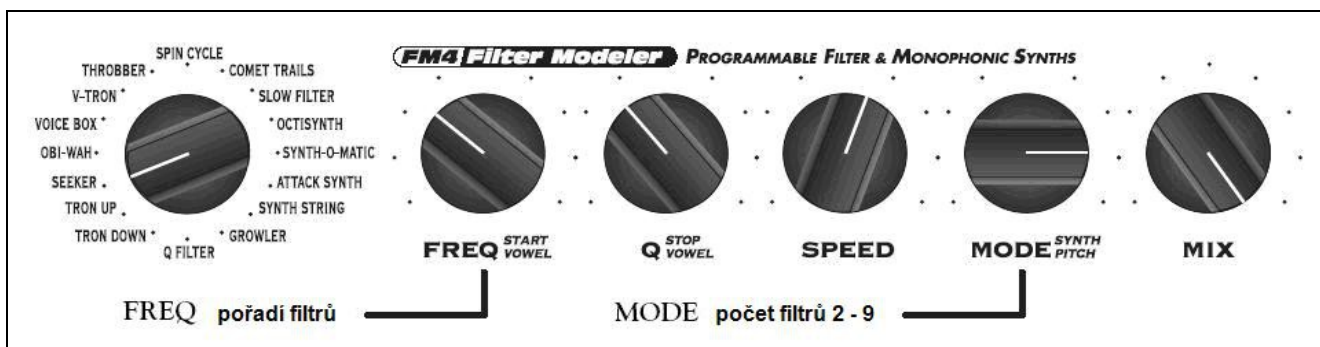 SPIN CYCLE
THROBBER
COMET TRAILS
V-TRON
SLOW FILTER
VOICE BOX
OCTISYNTH
OBI-WAH
SYNTH-O-MATIC
SEEKER
ATTACK SYNTH
TRON UP
SYNTH STRING
TRON DOWN
GROWLER
Q FILTER
FM4 Filter Modeler PROGRAMMABLE FILTER & MONOPHONIC SYNTHS
FREQ START VOWEL
Q STOP VOWEL
SPEED
MODE SYNTH PITCH
MIX
FREQ pořadí filtrů
MODE počet filtrů 2 - 9